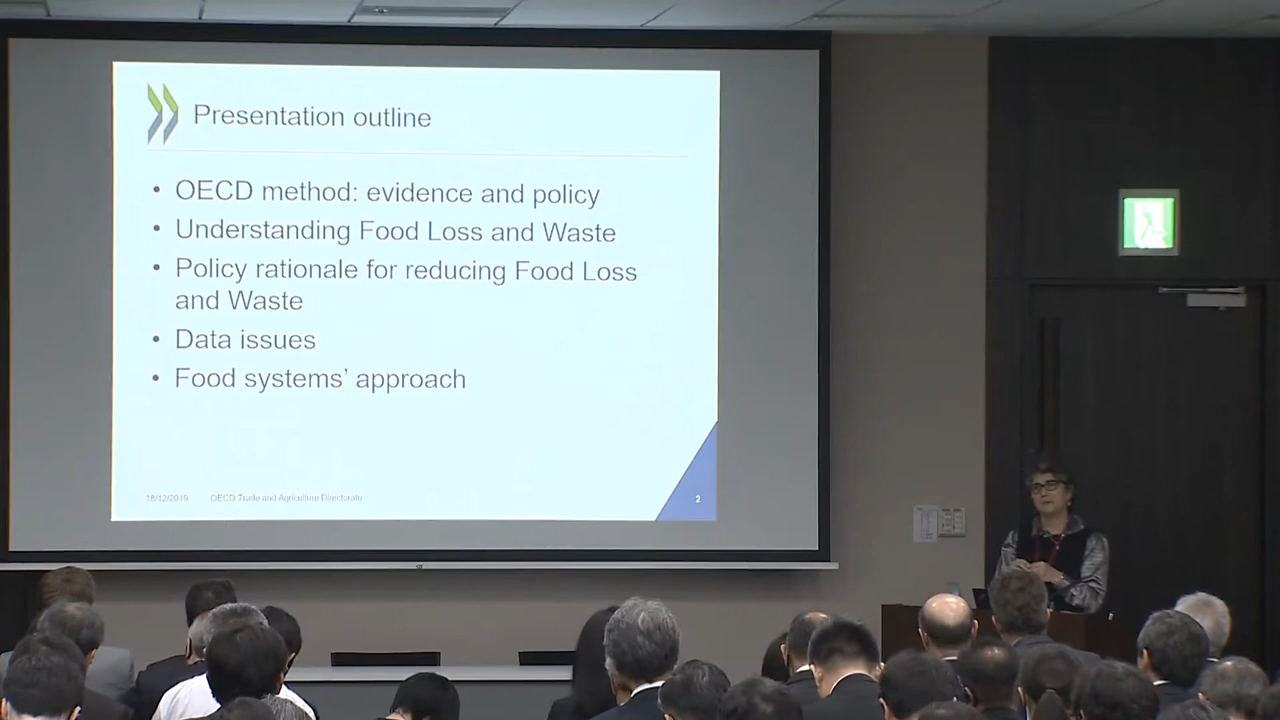 Presentation outline
• OECD method: evidence and policy
• Understanding Food Loss and Waste
• Policy rationale for reducing Food Loss
and Waste
• Data issues
• Food systems’ approach
18/12/2019 OECD Trade and Agriculture Directorate 2